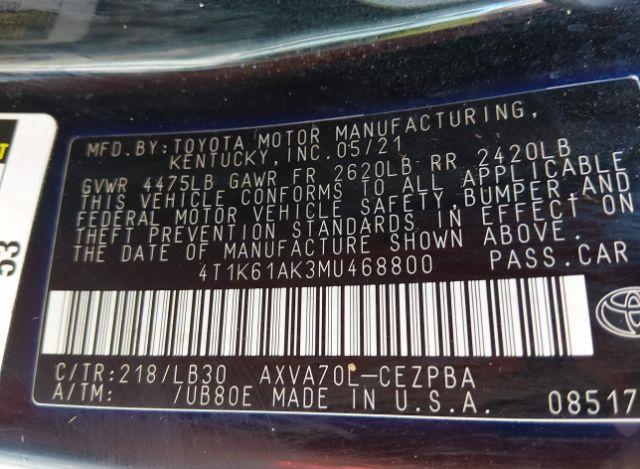 MFD.BY:TOYOTA MOTOR MANUFACTURING,
KENTUCKY,INC.05/21
GVWR 4475LB GAWR FR 2620LB RR 2420LB
THIS VEHICLE CONFORMS TO ALL APPLICABLE
FEDERAL MOTOR VEHICLE SAFETY,BUMPER,AND
THEFT PREVENTION STANDARDS IN EFFECT ON
THE DATE OF MANUFACTURE SHOWN ABOVE.
4T1K61AK3MU468800 PASS.CAR
C/TR:218/LB30 AXVA70L-CEZPBA
A/TM: /UB80E MADE IN U.S.A. 08517
53